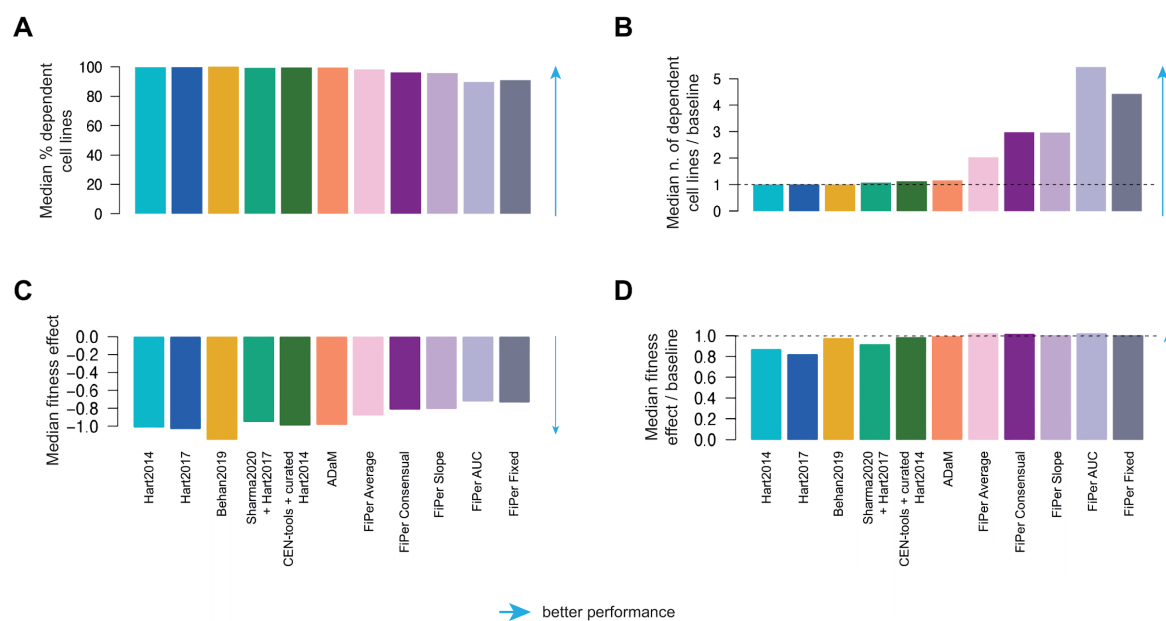 A
Median % dependent
cell lines
100
80
60
40
20
0
B
Median n. of dependent
cell lines / baseline
5
4
3
2
1
0
C
Median fitness effect
0.0
−0.2
−0.4
−0.6
−0.8
−1.0
Hart2014
Hart2017
Behan2019
Sharma2020
+ Hart2017
CEN-tools + curated
Hart2014
ADaM
FiPer Average
FiPer Consensual
FiPer Slope
FiPer AUC
FiPer Fixed
D
Median fitness
effect / baseline
1.0
0.8
0.6
0.4
0.2
0.0
Hart2014
Hart2017
Behan2019
Sharma2020
+ Hart2017
CEN-tools + curated
Hart2014
ADaM
FiPer Average
FiPer Consensual
FiPer Slope
FiPer AUC
FiPer Fixed
better performance